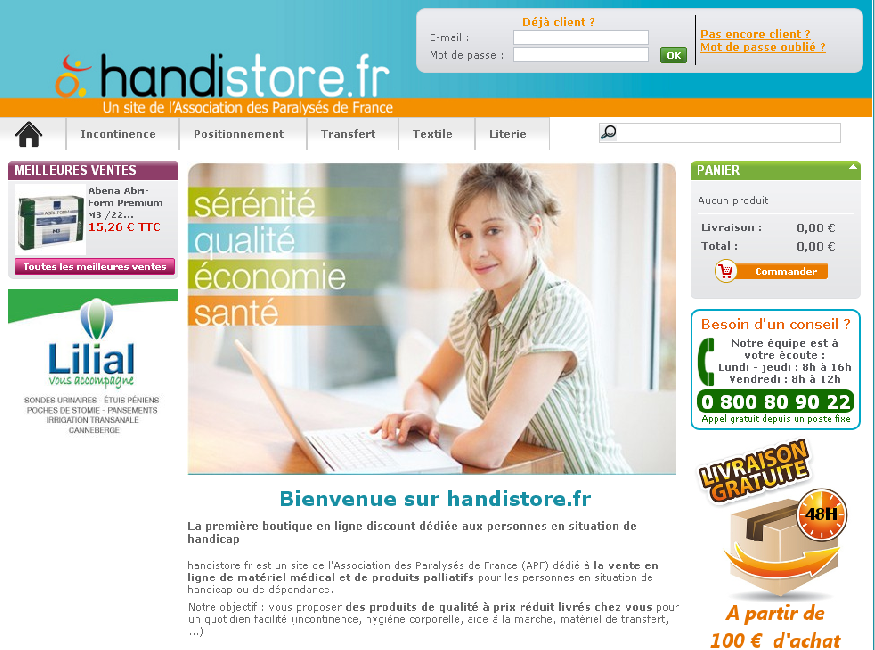 Déjà client ?
E-mail :
Mot de passe :
OK
Pas encore client ?
Mot de passe oublié ?
handistore.fr
Un site de l'Association des Paralysés de France
Incontinence
Positionnement
Transfert
Textile
Literie
MEILLEURES VENTES
Abena Abri-
Form Premium
M3 /22...
15,26 € TTC
Toutes les meilleures ventes
Lilial
vous accompagne
SONDES URINAIRES - ÉTUIS PÉNIENS
POCHES DE STOMIE - PANSEMENTS
IRRIGATION TRANSANALE
CANNEBERGE
sérénité
qualité
économie
santé
Bienvenue sur handistore.fr
La première boutique en ligne discount dédiée aux personnes en situation de
handicap
handistore.fr est un site de l'Association des Paralysés de France (APF) dédié à la vente en
ligne de matériel médical et de produits palliatifs pour les personnes en situation de
handicap ou de dépendance.
Notre objectif : vous proposer des produits de qualité à prix réduit livrés chez vous pour
un quotidien facilité (incontinence, hygiène corporelle, aide à la marche, matériel de transfert,
...)
PANIER
Aucun produit
Livraison : 0,00 €
Total : 0,00 €
Commander
Besoin d'un conseil ?
Notre équipe est à
votre écoute :
Lundi - jeudi : 8h à 16h
Vendredi : 8h à 12h
0 800 80 90 22
Appel gratuit depuis un poste fixe
LIVRAISON
GRATUITE
48H
A partir de
100 € d'achat